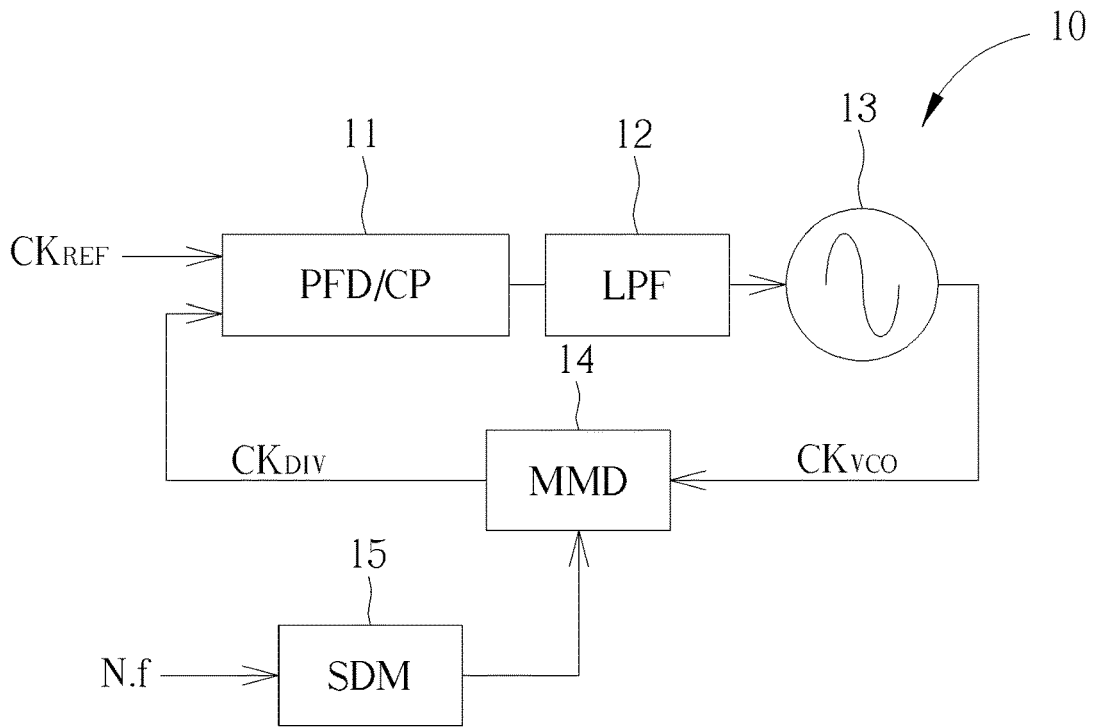 10
11
12
13
CKREF
PFD/CP
LPF
14
CKDIV
MMD
CKVCO
15
N.f
SDM